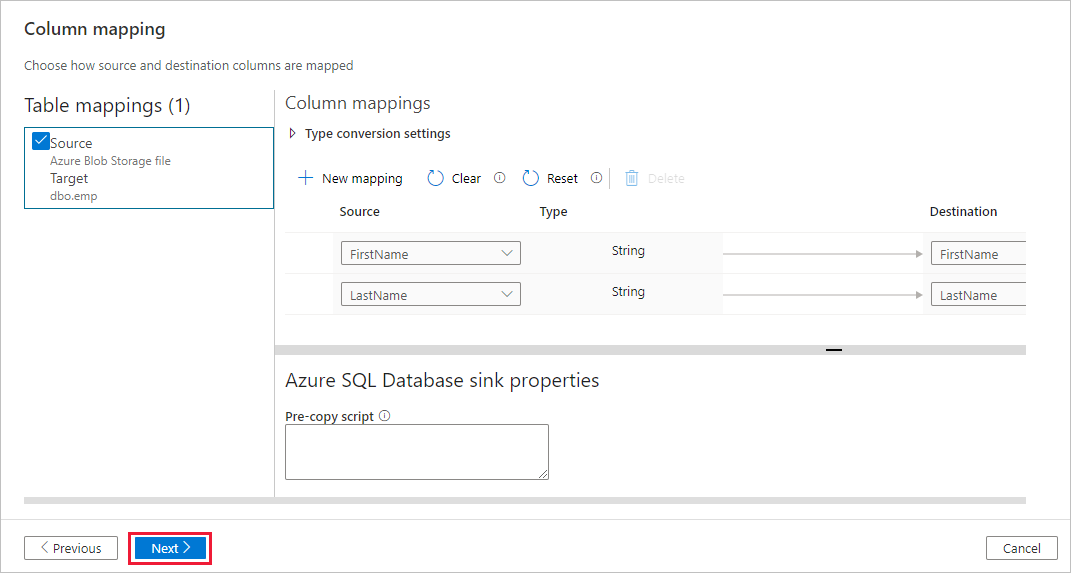 Column mapping
Choose how source and destination columns are mapped
Table mappings (1)
Source
Azure Blob Storage file
Target
dbo.emp
Column mappings
Type conversion settings
New mapping Clear Reset Delete
Source Type Destination
FirstName String FirstName
LastName String LastName
Azure SQL Database sink properties
Pre-copy script
Previous Next Cancel